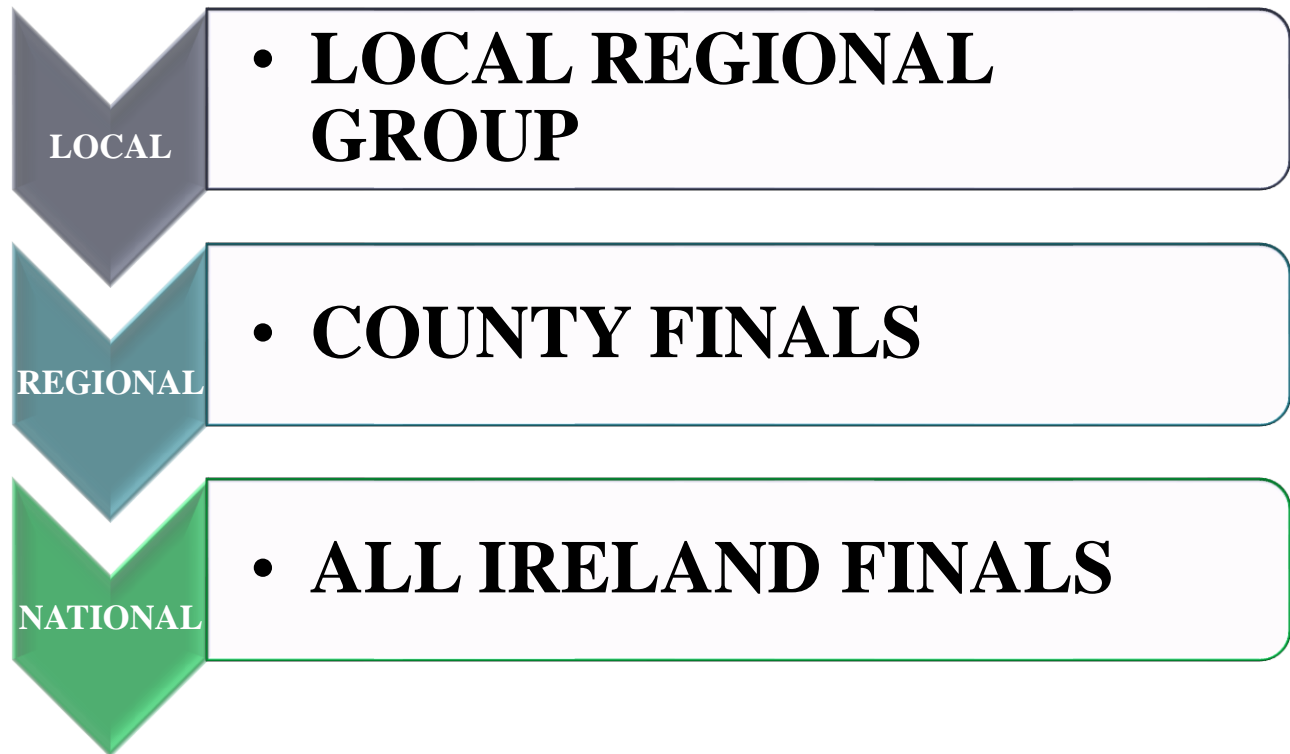 LOCAL
• LOCAL REGIONAL
GROUP
REGIONAL
• COUNTY FINALS
NATIONAL
• ALL IRELAND FINALS